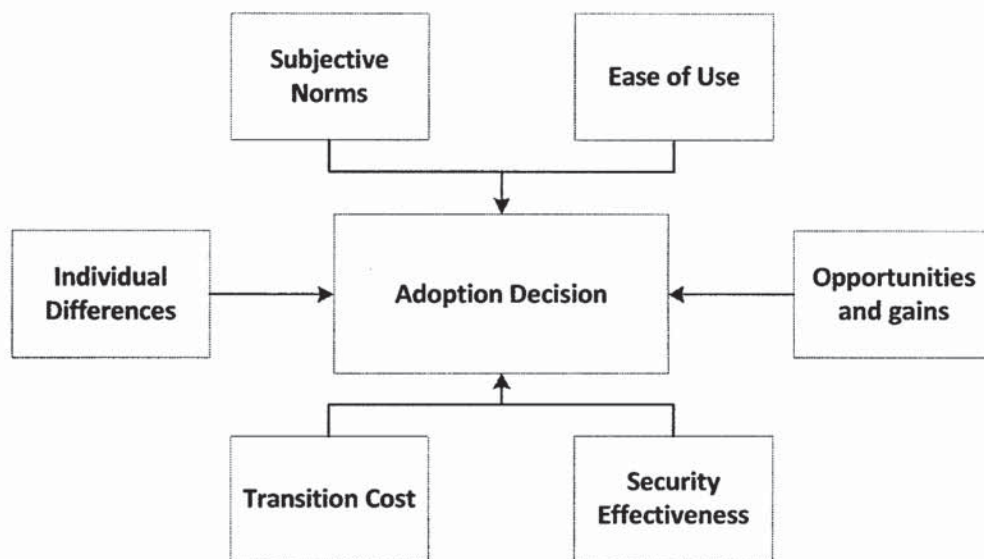 Subjective
Norms
Ease of Use
Individual
Differences
Adoption Decision
Opportunities
and gains
Transition Cost
Security
Effectiveness